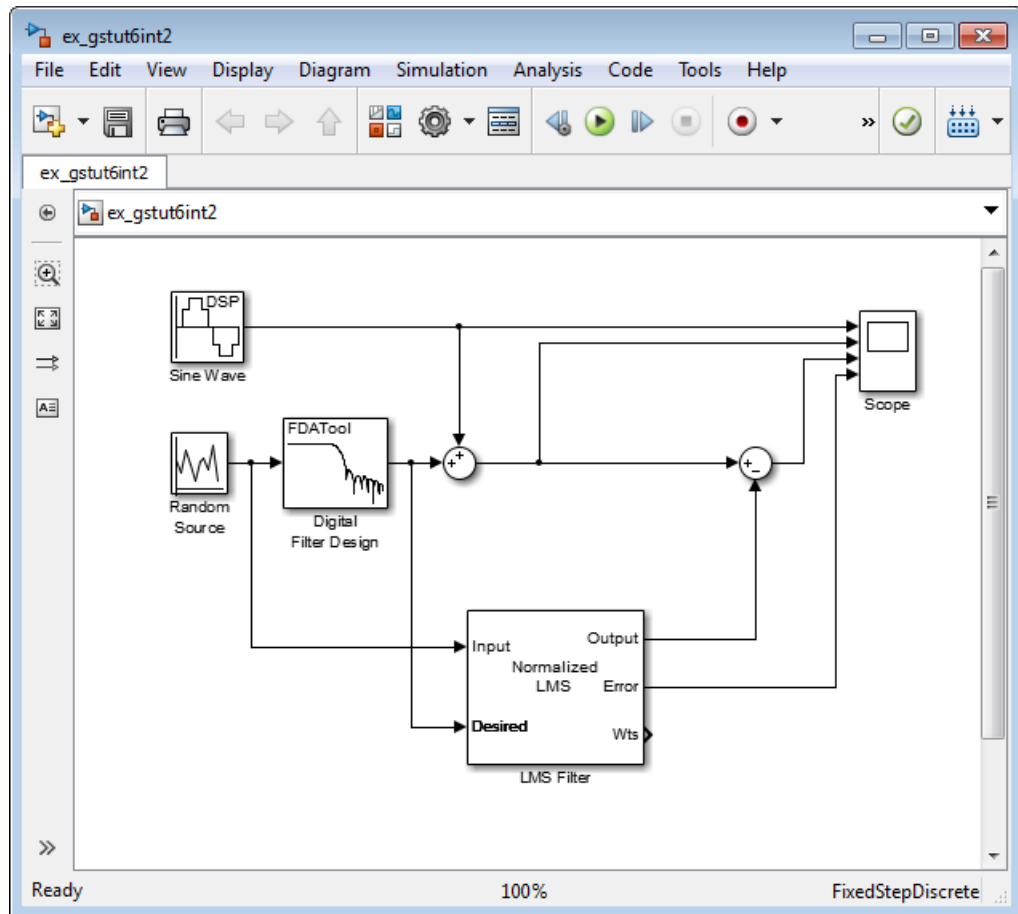 ex_gstut6int2
File Edit View Display Diagram Simulation Analysis Code Tools Help
»
ex_gstut6int2
ex_gstut6int2
A
DSP
Sine Wave
Scope
FDATool
+ +
+ -
Random
Source
Digital
Filter Design
Input
Output
Normalized
LMS
Error
Desired
Wts
LMS Filter
»
Ready 100% FixedStepDiscrete